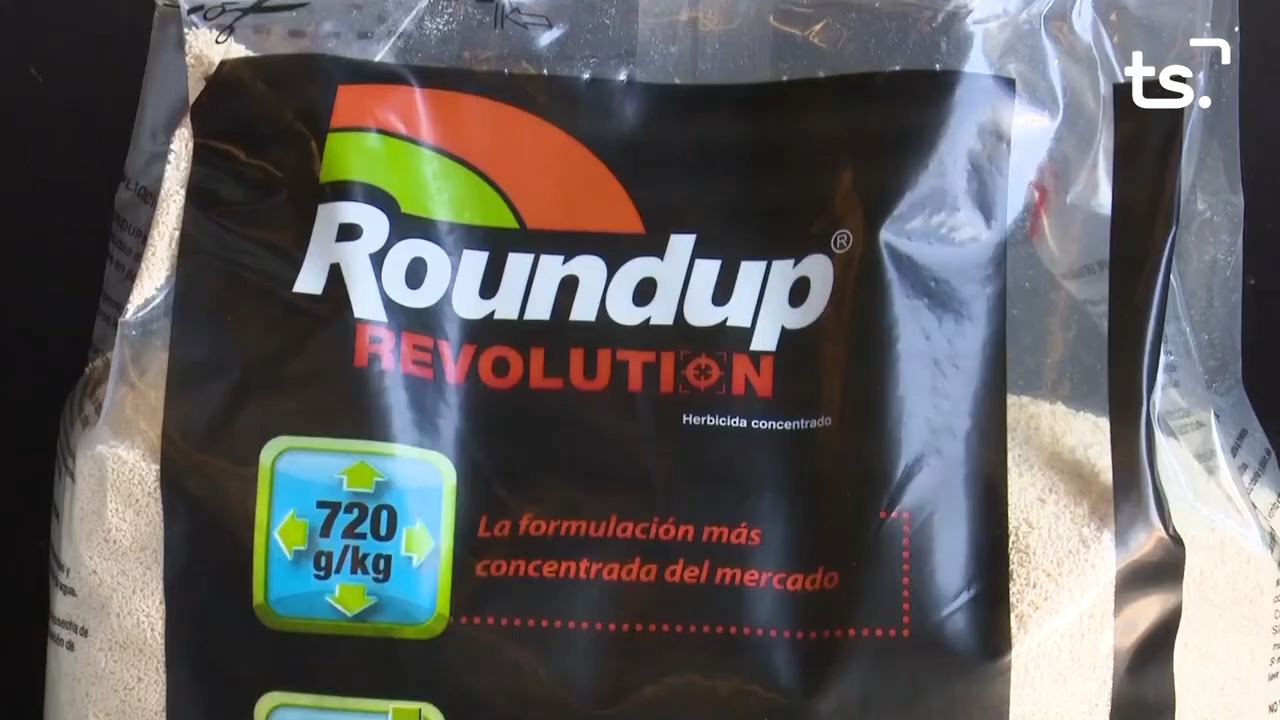 ts.
Roundup®
REVOLUTION
Herbicida concentrado
720
g/kg
La formulación más
concentrada del mercado